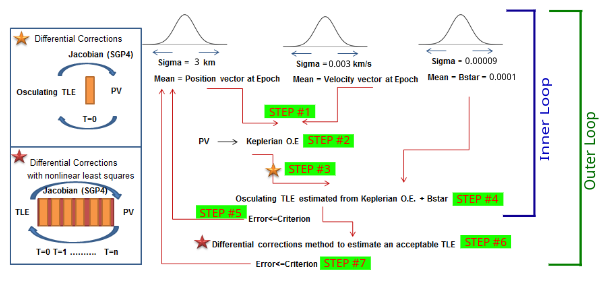 Differential Corrections
Jacobian (SGP4)
Osculating TLE
PV
T=0
Differential Corrections
with nonlinear least squares
Jacobian (SGP4)
TLE
PV
T=0 T=1 .......... T=n
Sigma = 3 km
Mean = Position vector at Epoch
Sigma =0.003 km/s
Mean = Velocity vector at Epoch
Sigma = 0.00009
Mean = Bstar = 0.0001
STEP #1
PV
Keplerian O.E
STEP #2
STEP #3
Osculating TLE estimated from Keplerian O.E. + Bstar
STEP #4
STEP #5
Error<=Criterion
Differential corrections method to estimate an acceptable TLE
STEP #6
Error<=Criterion
STEP #7
Inner Loop
Outer Loop